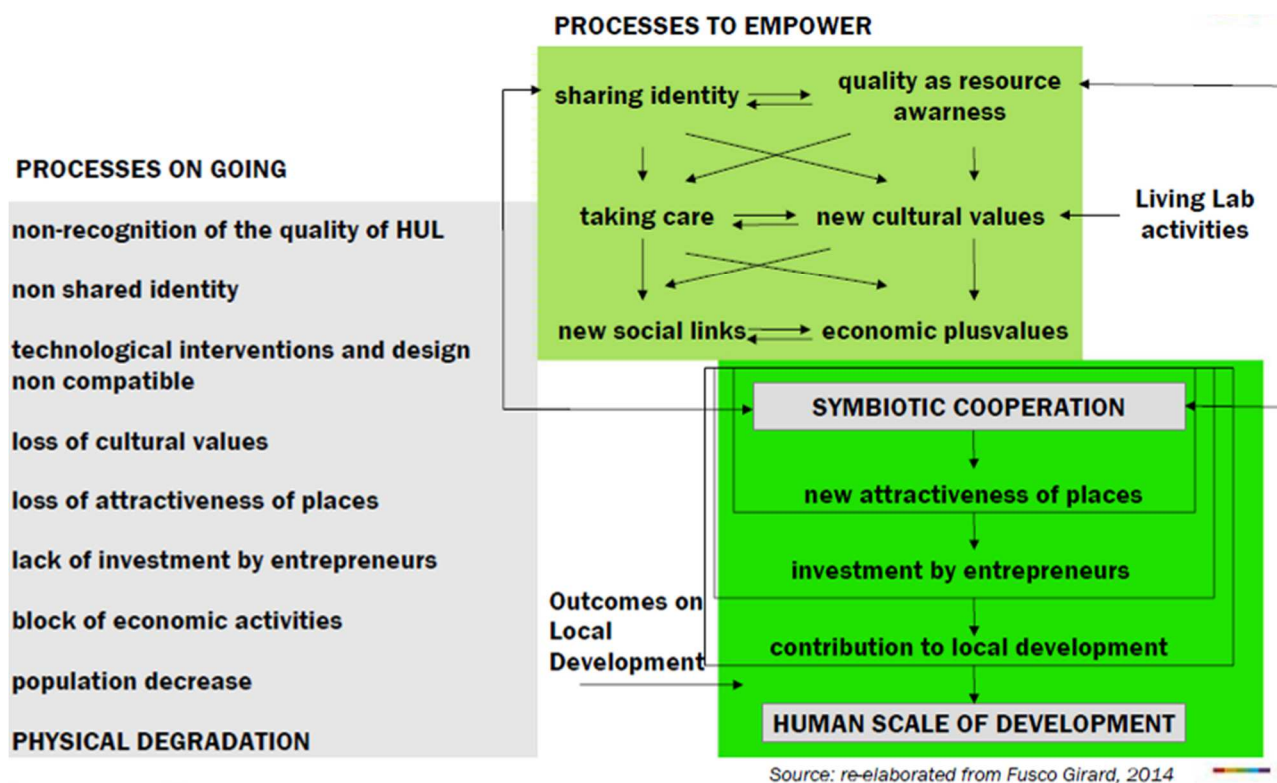 PROCESSES TO EMPOWER
sharing identity
quality as resource
awarness
taking care
new cultural values
Living Lab
activities
new social links
economic plusvalues
PROCESSES ON GOING
non-recognition of the quality of HUL
non shared identity
technological interventions and design
non compatible
loss of cultural values
loss of attractiveness of places
lack of investment by entrepreneurs
block of economic activities
population decrease
PHYSICAL DEGRADATION
SYMBIOTIC COOPERATION
new attractiveness of places
investment by entrepreneurs
contribution to local development
HUMAN SCALE OF DEVELOPMENT
Outcomes on
Local
Development
Source: re-elaborated from Fusco Girard, 2014